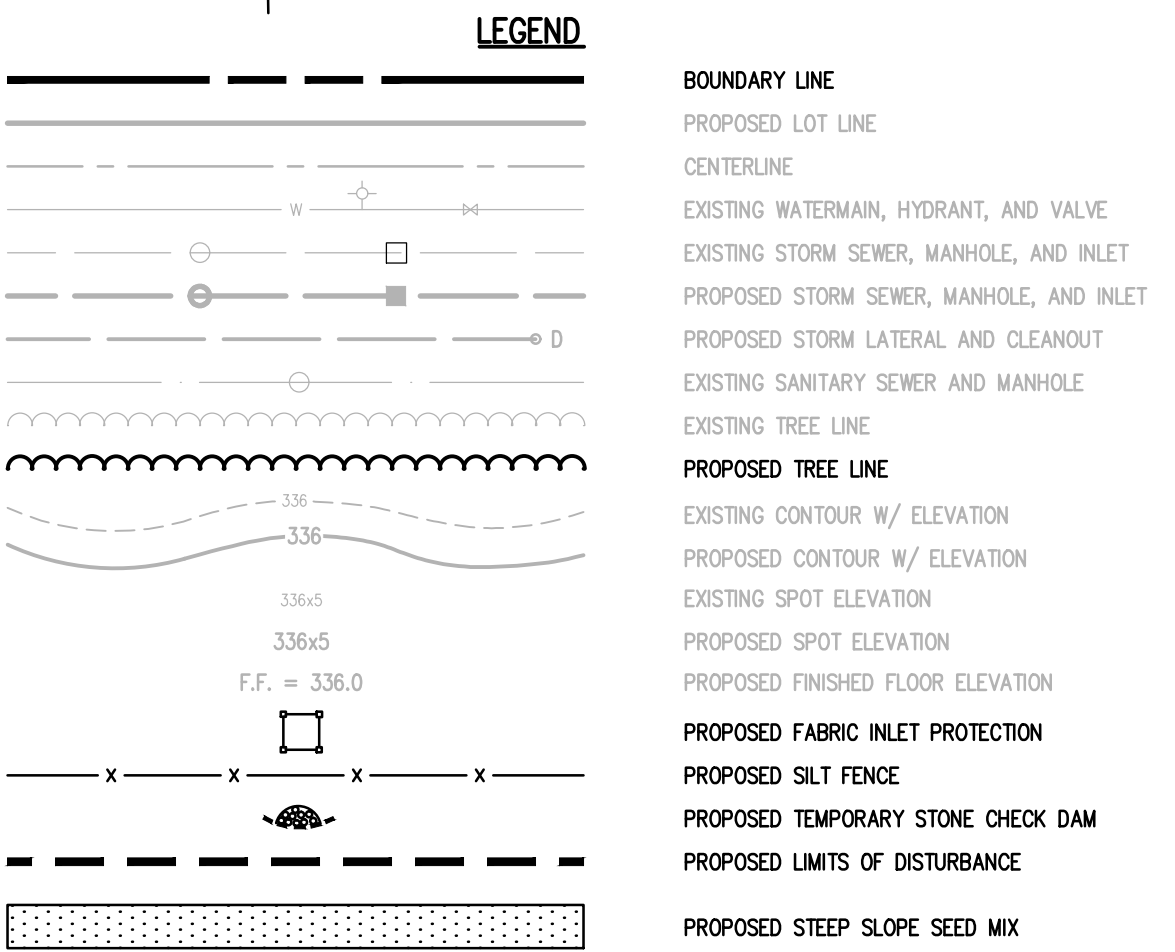 LEGEND
BOUNDARY LINE
PROPOSED LOT LINE
CENTERLINE
W EXISTING WATERMAIN, HYDRANT, AND VALVE
EXISTING STORM SEWER, MANHOLE, AND INLET
PROPOSED STORM SEWER, MANHOLE, AND INLET
D PROPOSED STORM LATERAL AND CLEANOUT
EXISTING SANITARY SEWER AND MANHOLE
EXISTING TREE LINE
PROPOSED TREE LINE
336 EXISTING CONTOUR W/ ELEVATION
336 PROPOSED CONTOUR W/ ELEVATION
336x5 EXISTING SPOT ELEVATION
336x5 PROPOSED SPOT ELEVATION
F.F. = 336.0 PROPOSED FINISHED FLOOR ELEVATION
PROPOSED FABRIC INLET PROTECTION
X X X X PROPOSED SILT FENCE
PROPOSED TEMPORARY STONE CHECK DAM
PROPOSED LIMITS OF DISTURBANCE
PROPOSED STEEP SLOPE SEED MIX